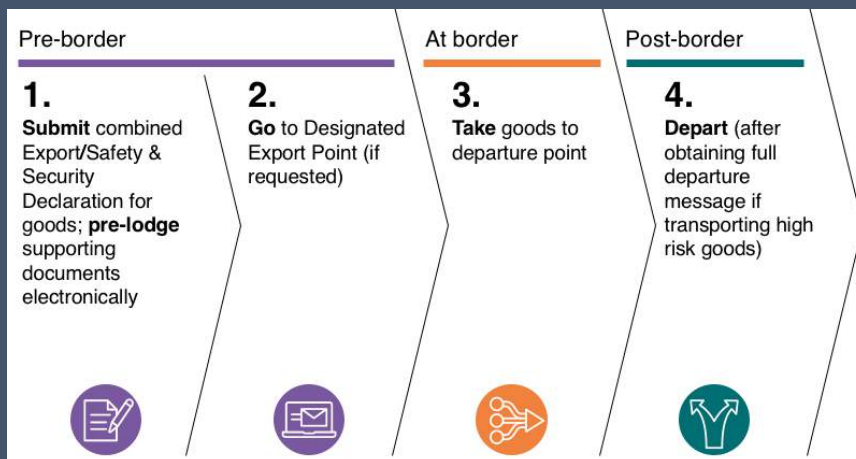 Pre-border
1.
Submit combined
Export/Safety &
Security
Declaration for
goods; pre-lodge
supporting
documents
electronically
2.
Go to Designated
Export Point (if
requested)
At border
3.
Take goods to
departure point
Post-border
4.
Depart (after
obtaining full
departure
message if
transporting high
risk goods)